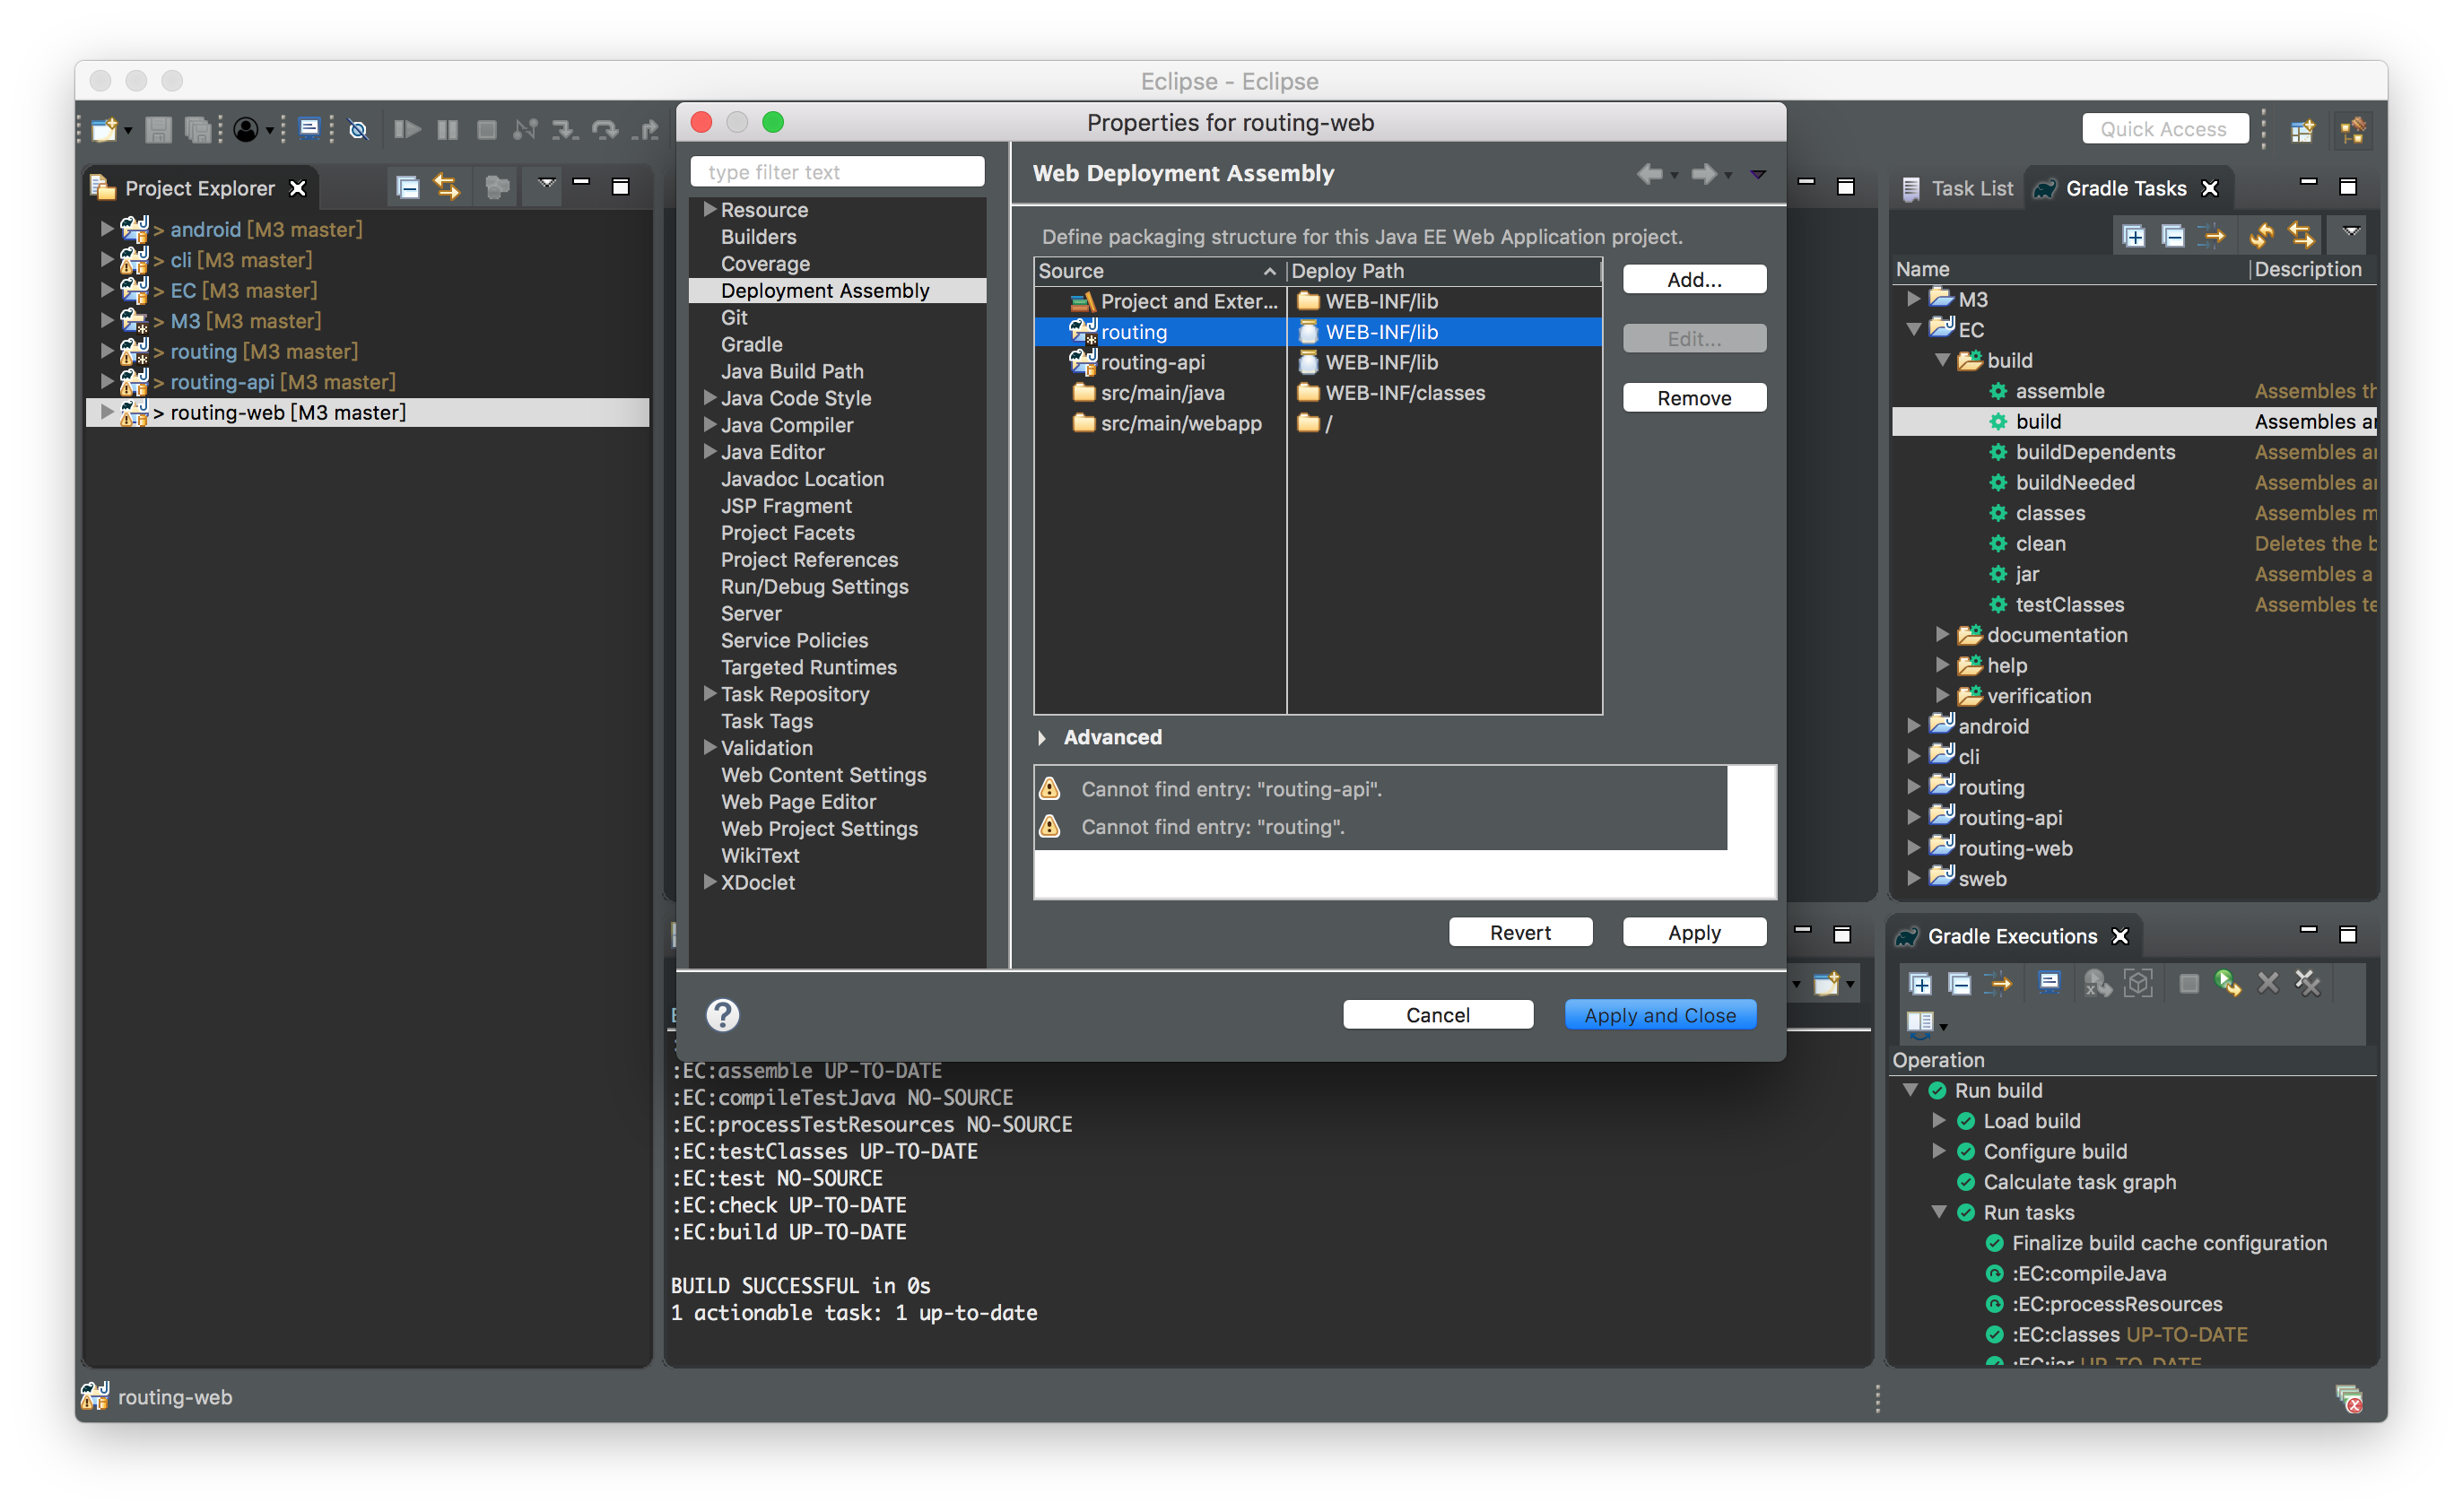 Eclipse - Eclipse
Quick Access
Project Explorer
> android [M3 master]
> cli [M3 master]
> EC [M3 master]
> M3 [M3 master]
> routing [M3 master]
> routing-api [M3 master]
> routing-web [M3 master]
Properties for routing-web
type filter text
Resource
Builders
Coverage
Deployment Assembly
Git
Gradle
Java Build Path
Java Code Style
Java Compiler
Java Editor
Javadoc Location
JSP Fragment
Project Facets
Project References
Run/Debug Settings
Server
Service Policies
Targeted Runtimes
Task Repository
Task Tags
Validation
Web Content Settings
Web Page Editor
Web Project Settings
WikiText
XDoclet
Web Deployment Assembly
Define packaging structure for this Java EE Web Application project.
Source Deploy Path
Project and Exter... WEB-INF/lib
routing WEB-INF/lib
routing-api WEB-INF/lib
src/main/java WEB-INF/classes
src/main/webapp /
Add...
Edit...
Remove
Advanced
Cannot find entry: "routing-api".
Cannot find entry: "routing".
Revert Apply
Cancel Apply and Close
:EC:assemble UP-TO-DATE
:EC:compileTestJava NO-SOURCE
:EC:processTestResources NO-SOURCE
:EC:testClasses UP-TO-DATE
:EC:test NO-SOURCE
:EC:check UP-TO-DATE
:EC:build UP-TO-DATE
BUILD SUCCESSFUL in 0s
1 actionable task: 1 up-to-date
Task List Gradle Tasks
Name Description
M3
EC
build
assemble Assembles th
build Assembles ar
buildDependents Assembles ar
buildNeeded Assembles ar
classes Assembles m
clean Deletes the b
jar Assembles a
testClasses Assembles te
documentation
help
verification
android
cli
routing
routing-api
routing-web
sweb
Gradle Executions
Operation
Run build
Load build
Configure build
Calculate task graph
Run tasks
Finalize build cache configuration
:EC:compileJava
:EC:processResources
:EC:classes UP-TO-DATE
:EC:jar UP-TO-DATE
routing-web